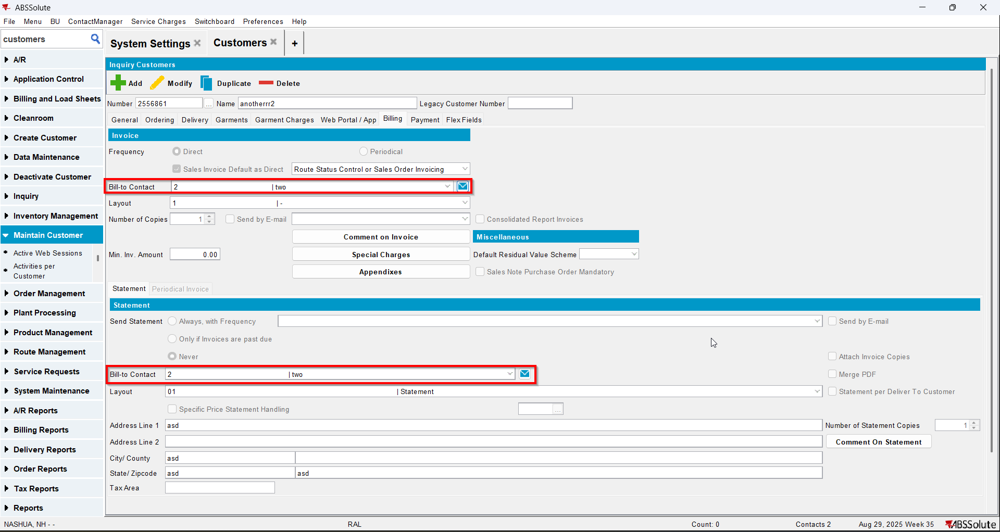 ABSSolute
File Menu BU ContactManager Service Charges Switchboard Preferences Help
customers
System Settings
Customers
+
A/R
Application Control
Billing and Load Sheets
Cleanroom
Create Customer
Data Maintenance
Deactivate Customer
Inquiry
Inventory Management
Maintain Customer
Active Web Sessions
Activities per
Customer
Order Management
Plant Processing
Product Management
Route Management
Service Requests
System Maintenance
A/R Reports
Billing Reports
Delivery Reports
Order Reports
Tax Reports
Reports
Inquiry Customers
Add Modify Duplicate Delete
Number 2556861 ... Name anotherrr2 Legacy Customer Number
General Ordering Delivery Garments Garment Charges Web Portal / App Billing Payment Flex Fields
Invoice
Frequency Direct Periodical
Sales Invoice Default as Direct Route Status Control or Sales Order Invoicing
Bill-to Contact 2 | two
Layout 1 | -
Number of Copies 1 Send by E-mail Consolidated Report Invoices
Comment on Invoice Miscellaneous
Min. Inv. Amount 0.00 Special Charges Default Residual Value Scheme
Appendixes Sales Note Purchase Order Mandatory
Statement Periodical Invoice
Statement
Send Statement Always, with Frequency Send by E-mail
Only if Invoices are past due
Never Attach Invoice Copies
Bill-to Contact 2 | two Merge PDF
Layout 01 | Statement Statement per Deliver To Customer
Specific Price Statement Handling ...
Address Line 1 asd Number of Statement Copies 1
Address Line 2 Comment On Statement
City/ County asd
State/ Zipcode asd asd
Tax Area
NASHUA, NH - - RAL Count: 0 Contacts 2 Aug 29, 2025 Week 35 ABSSolute